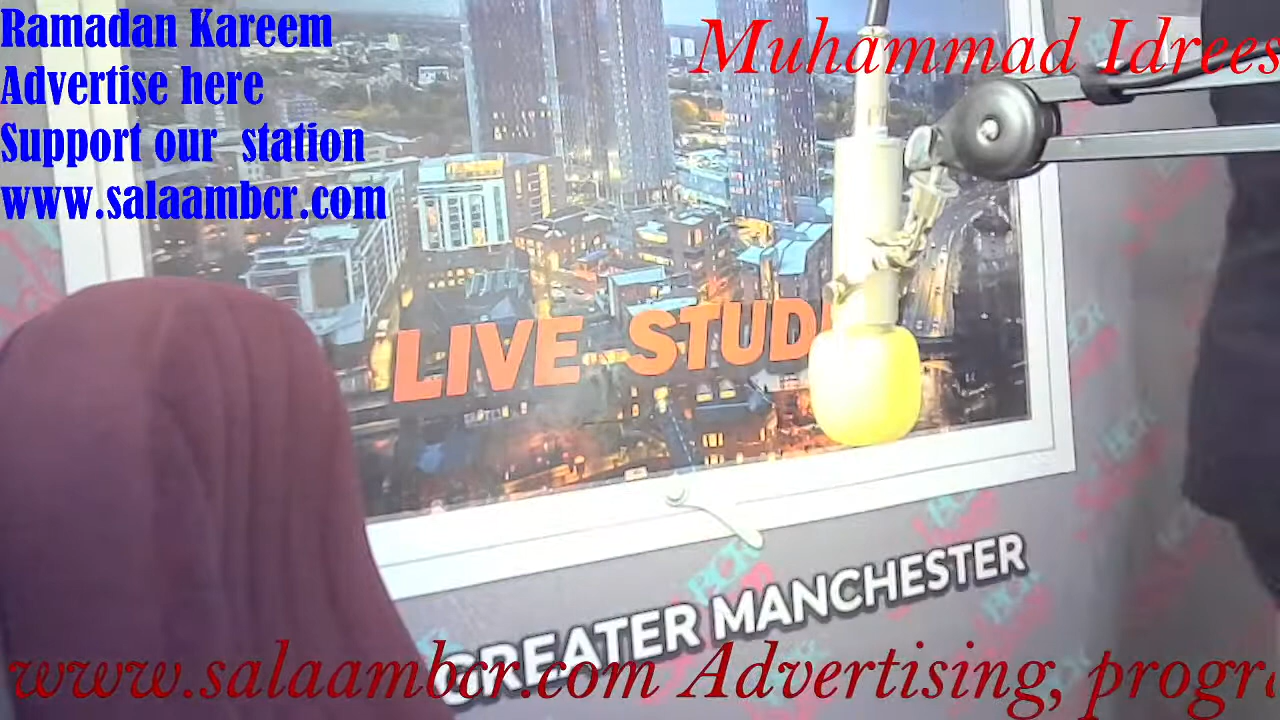 Ramadan Kareem
Advertise here
Support our station
www.salaambcr.com
Muhammad Idrees
LIVE STUD
GREATER MANCHESTER
www.salaambcr.com Advertising, progr